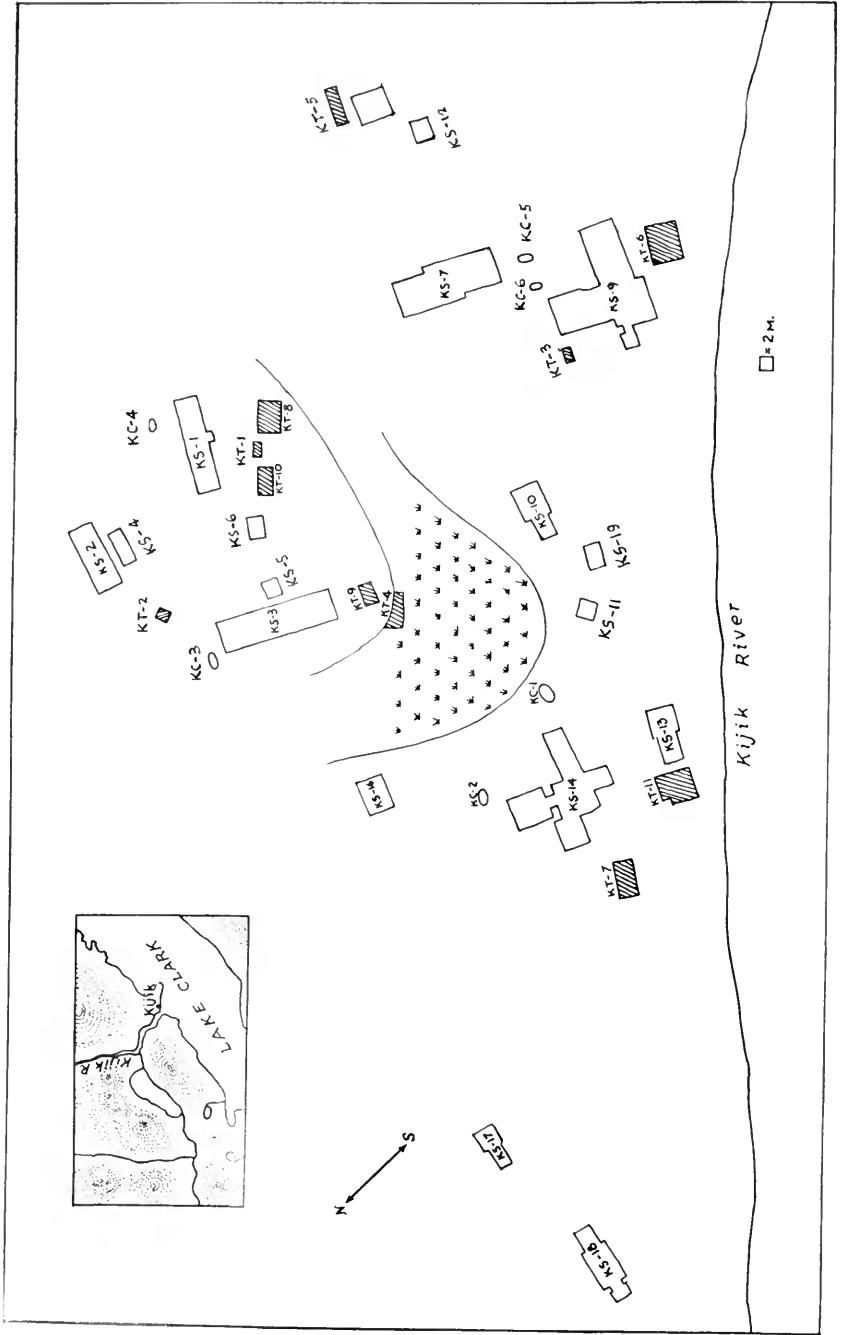 KT-5
KS-12
KS-7
KC-5
KC-6
KS-9
KT-6
KT-3
= 2 M.
KC-4
KS-1
KT-8
KT-1
KT-10
KS-6
KS-2
KS-4
KT-2
KS-5
KS-3
KC-3
KT-9
KT-4
KS-10
KS-19
KS-11
KC-1
KS-13
KT-11
KS-14
KC-2
KS-16
KT-7
Kijik River
KS-17
KS-18
N
S
Kijik R
Kijik
LAKE CLARK